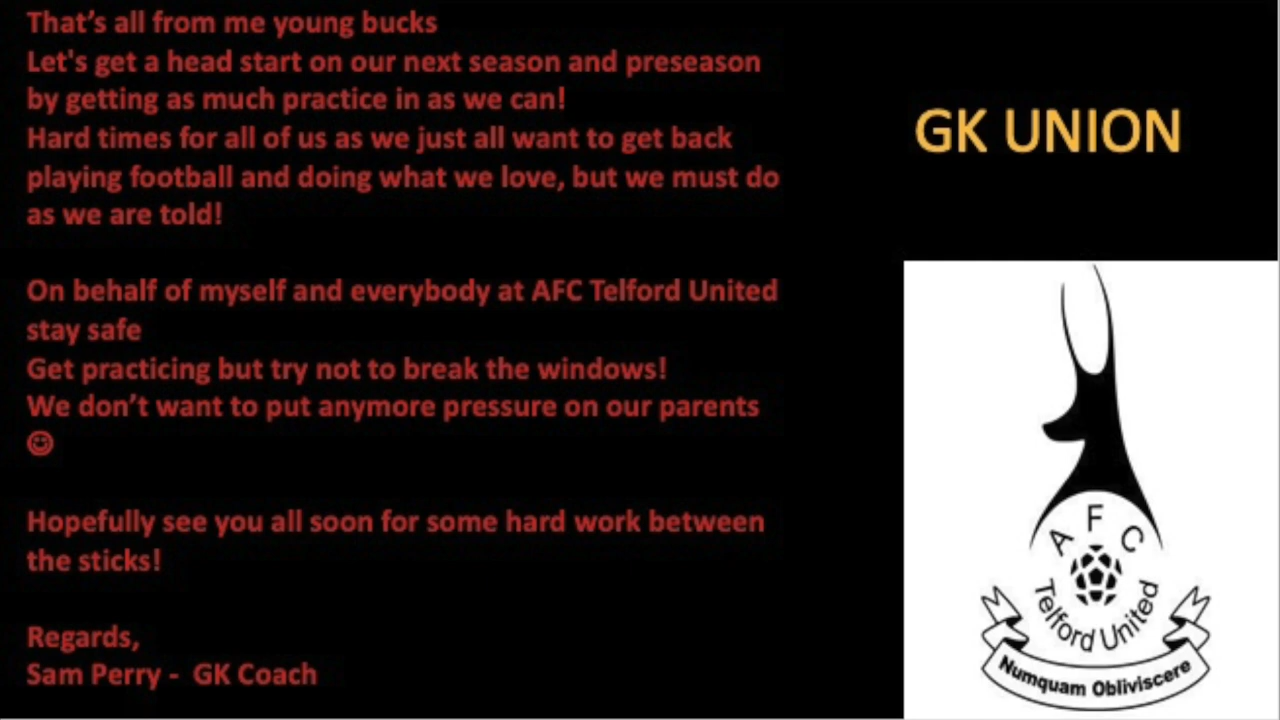 That’s all from me young bucks
Let's get a head start on our next season and preseason
by getting as much practice in as we can!
Hard times for all of us as we just all want to get back
playing football and doing what we love, but we must do
as we are told!
On behalf of myself and everybody at AFC Telford United
stay safe
Get practicing but try not to break the windows!
We don’t want to put anymore pressure on our parents
☺
Hopefully see you all soon for some hard work between
the sticks!
Regards,
Sam Perry -  GK Coach
GK UNION
AFC
Telford United
Numquam Obliviscere